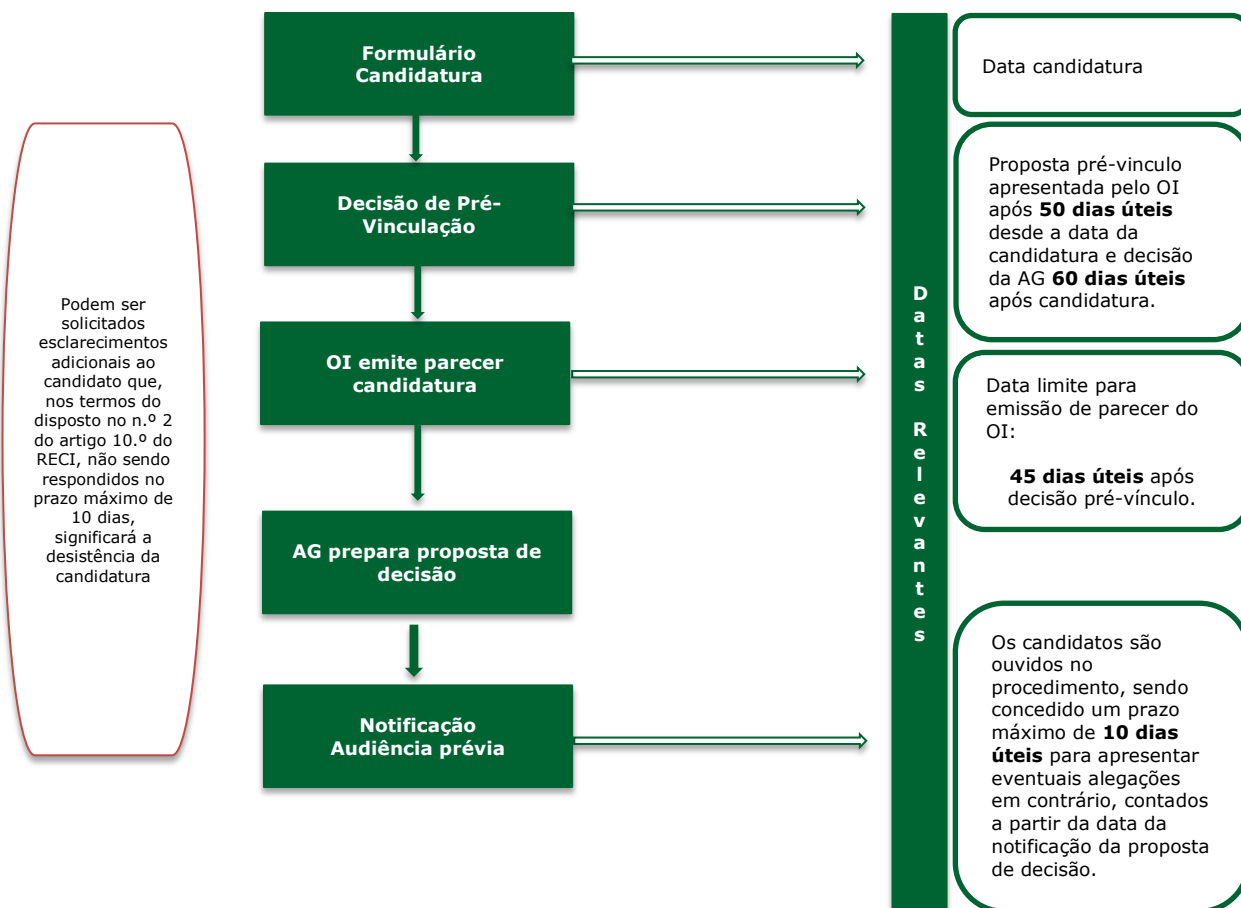 Formulário
Candidatura
Data candidatura
Decisão de Pré-
Vinculação
Proposta pré-vinculo
apresentada pelo OI
após 50 dias úteis
desde a data da
candidatura e decisão
da AG 60 dias úteis
após candidatura.
Podem ser
solicitados
esclarecimentos
adicionais ao
candidato que,
nos termos do
disposto no n.º 2
do artigo 10.º do
RECI, não sendo
respondidos no
prazo máximo de
10 dias,
significará a
desistência da
candidatura
OI emite parecer
candidatura
Data limite para
emissão de parecer do
OI:
45 dias úteis após
decisão pré-vínculo.
AG prepara proposta de
decisão
Notificação
Audiência prévia
Os candidatos são
ouvidos no
procedimento, sendo
concedido um prazo
máximo de 10 dias
úteis para apresentar
eventuais alegações
em contrário, contados
a partir da data da
notificação da proposta
de decisão.
Datas Relevantes